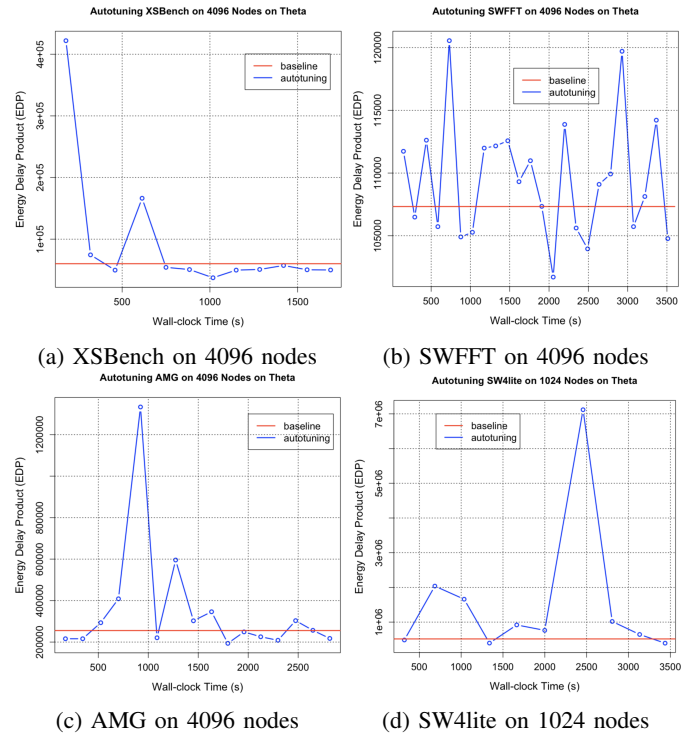 Autotuning XSBench on 4096 Nodes on Theta
Energy Delay Product (EDP)
4e+05
3e+05
2e+05
1e+05
baseline
autotuning
500 1000 1500
Wall-clock Time (s)
(a) XSBench on 4096 nodes
Autotuning SWFFT on 4096 Nodes on Theta
Energy Delay Product (EDP)
120000
115000
110000
105000
baseline
autotuning
500 1000 1500 2000 2500 3000 3500
Wall-clock Time (s)
(b) SWFFT on 4096 nodes
Autotuning AMG on 4096 Nodes on Theta
Energy Delay Product (EDP)
1200000
800000
600000
400000
200000
baseline
autotuning
500 1000 1500 2000 2500
Wall-clock Time (s)
(c) AMG on 4096 nodes
Autotuning SW4lite on 1024 Nodes on Theta
Energy Delay Product (EDP)
7e+06
5e+06
3e+06
1e+06
baseline
autotuning
500 1000 1500 2000 2500 3000 3500
Wall-clock Time (s)
(d) SW4lite on 1024 nodes